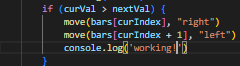 if (curVal > nextVal) {
move(bars[curIndex], "right")
move(bars[curIndex + 1], "left")
console.log('working!')